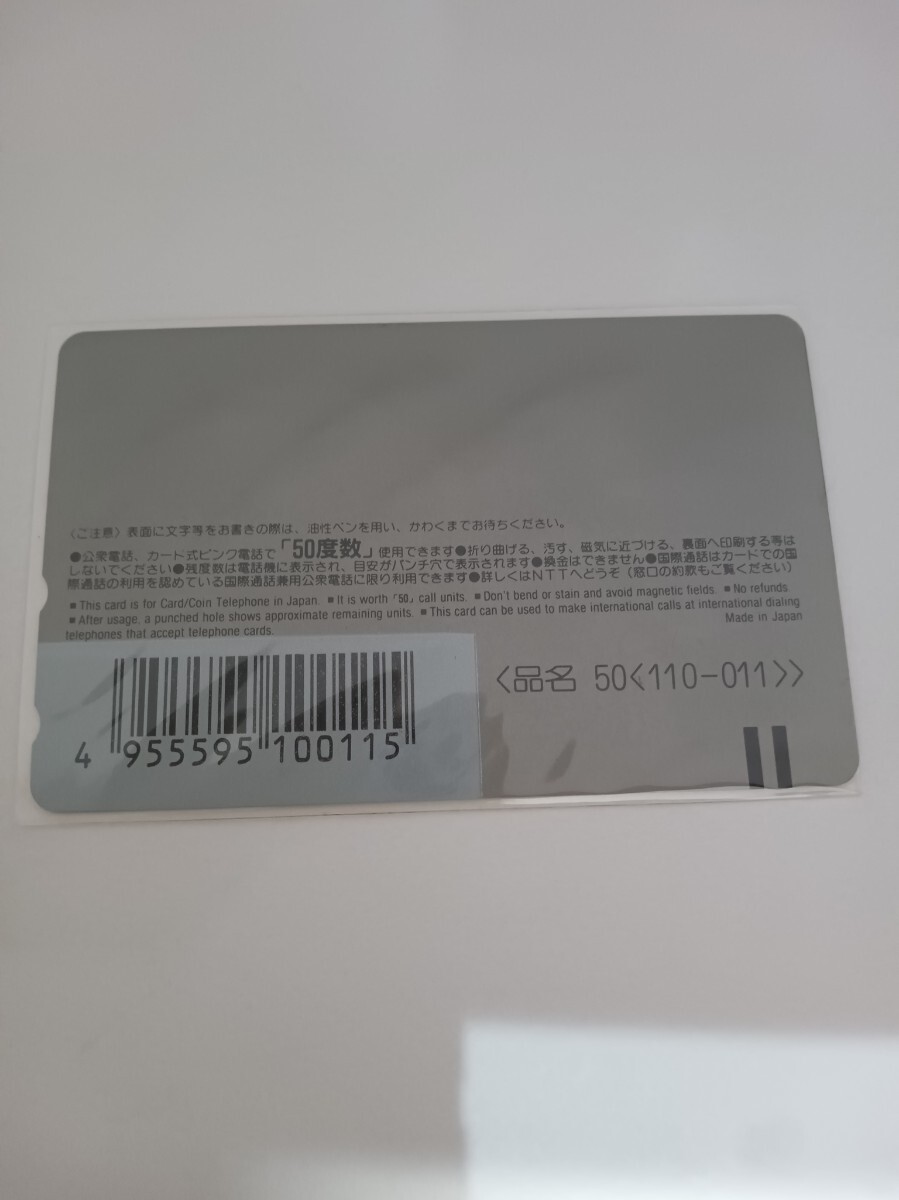 〈ご注意〉表面に文字等をお書きの際は、油性ペンを用い、かわくまでお待ちください。
●公衆電話、カード式ピンク電話で「50度数」使用できます●折り曲げる、汚す、磁気に近づける、裏面へ印刷する等は
しないでください●残度数は電話機に表示され、目安がパンチ穴で表示されます●換金はできません●国際通話はカードでの国
際通話の利用を認めている国際通話兼用公衆電話に限り利用できます●詳しくはNTTへどうぞ（窓口の約款もご覧ください）
■ This card is for Card/Coin Telephone in Japan. ■ It is worth「50」call units. ■ Don't bend or stain and avoid magnetic fields. ■ No refunds.
■ After usage, a punched hole shows approximate remaining units. ■ This card can be used to make international calls at international dialing
telephones that accept telephone cards. Made in Japan
〈品名 50〈110-011〉〉
4 955595 100115